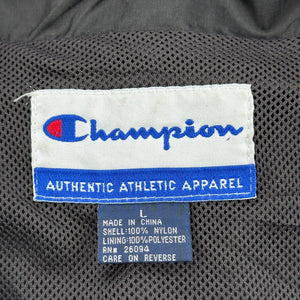 Champion
AUTHENTIC ATHLETIC APPAREL
L
MADE IN
CHINA
SHELL:100% NYLON
LINING:100%POLYESTER
RN# 26094
CARE ON REVERSE